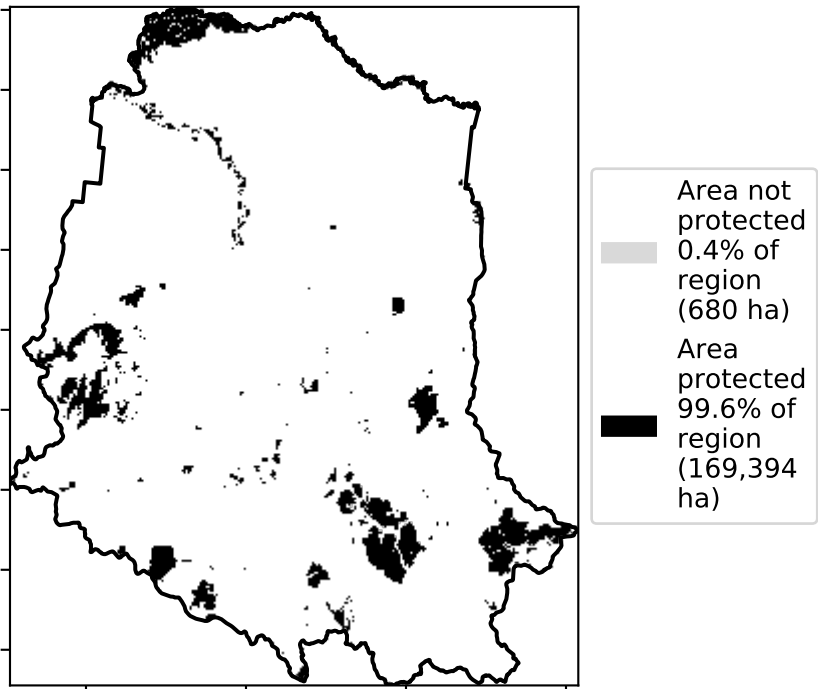 Area not
protected
0.4% of
region
(680 ha)
Area
protected
99.6% of
region
(169,394
ha)